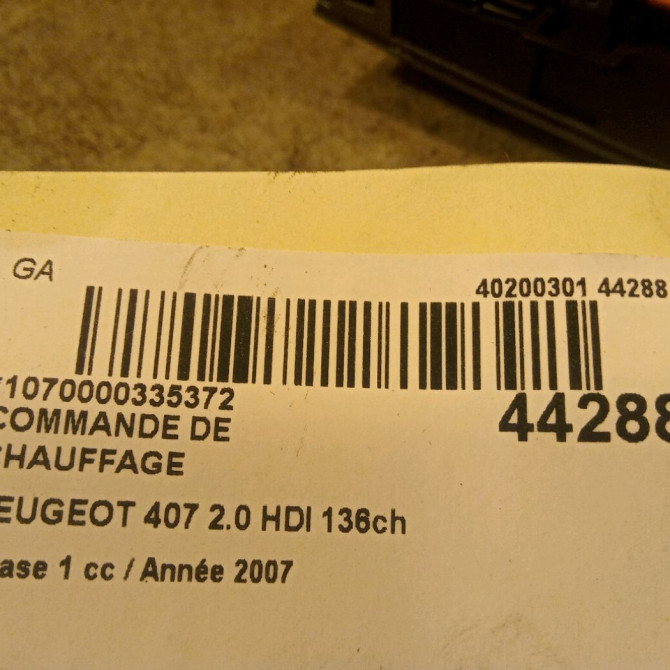 GA
40200301 44288
1070000335372
COMMANDE DE
CHAUFFAGE
44288
EUGEOT 407 2.0 HDI 136ch
ase 1 cc / Année 2007